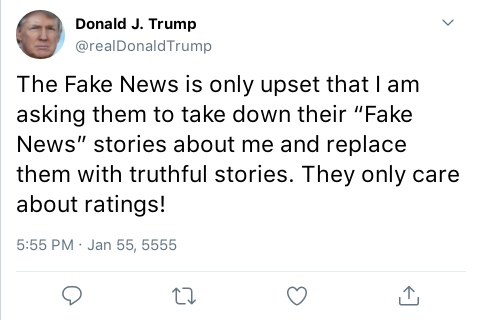 Donald J. Trump
@realDonaldTrump
The Fake News is only upset that I am
asking them to take down their “Fake
News” stories about me and replace
them with truthful stories. They only care
about ratings!
5:55 PM · Jan 55, 5555